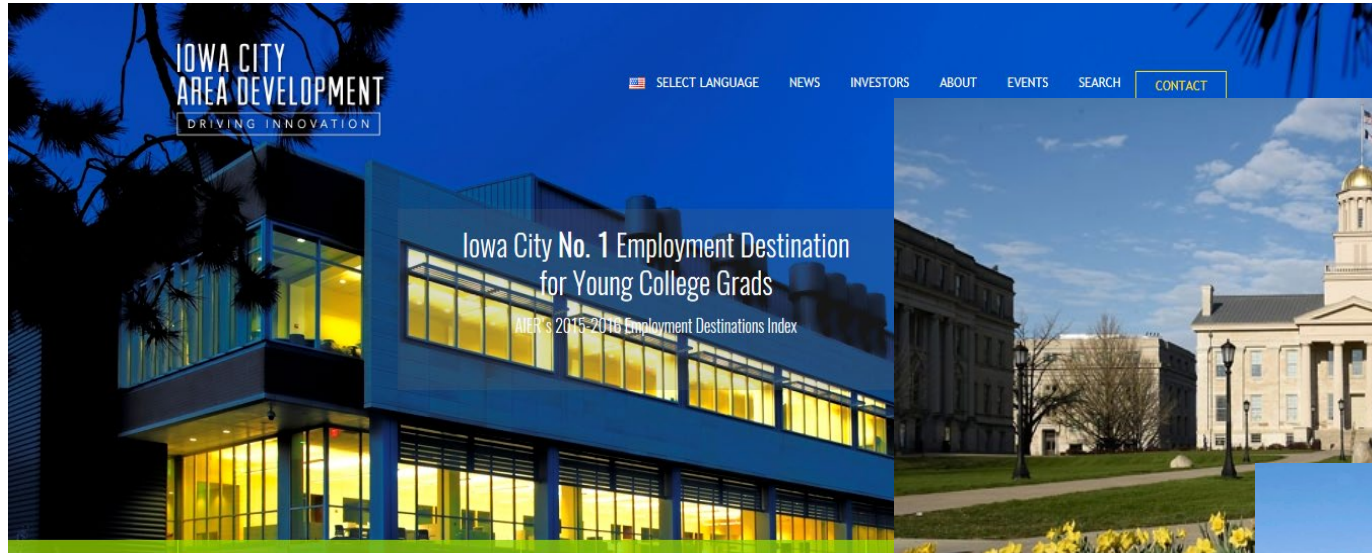 IOWA CITY
AREA DEVELOPMENT
DRIVING INNOVATION
SELECT LANGUAGE NEWS INVESTORS ABOUT EVENTS SEARCH CONTACT
Iowa City No. 1 Employment Destination
for Young College Grads
AIER's 2015-2016 Employment Destinations Index